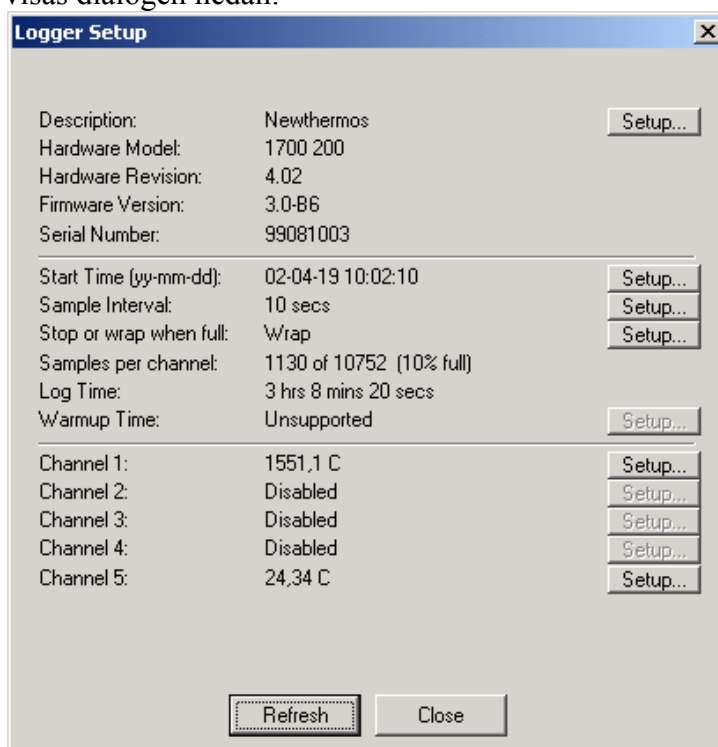 visas dialogen nedan:
Logger Setup
Description: Newthermos Setup...
Hardware Model: 1700 200
Hardware Revision: 4.02
Firmware Version: 3.0-B6
Serial Number: 99081003
Start Time (yy-mm-dd): 02-04-19 10:02:10 Setup...
Sample Interval: 10 secs Setup...
Stop or wrap when full: Wrap Setup...
Samples per channel: 1130 of 10752 (10% full)
Log Time: 3 hrs 8 mins 20 secs
Warmup Time: Unsupported Setup...
Channel 1: 1551,1 C Setup...
Channel 2: Disabled Setup...
Channel 3: Disabled Setup...
Channel 4: Disabled Setup...
Channel 5: 24,34 C Setup...
Refresh Close